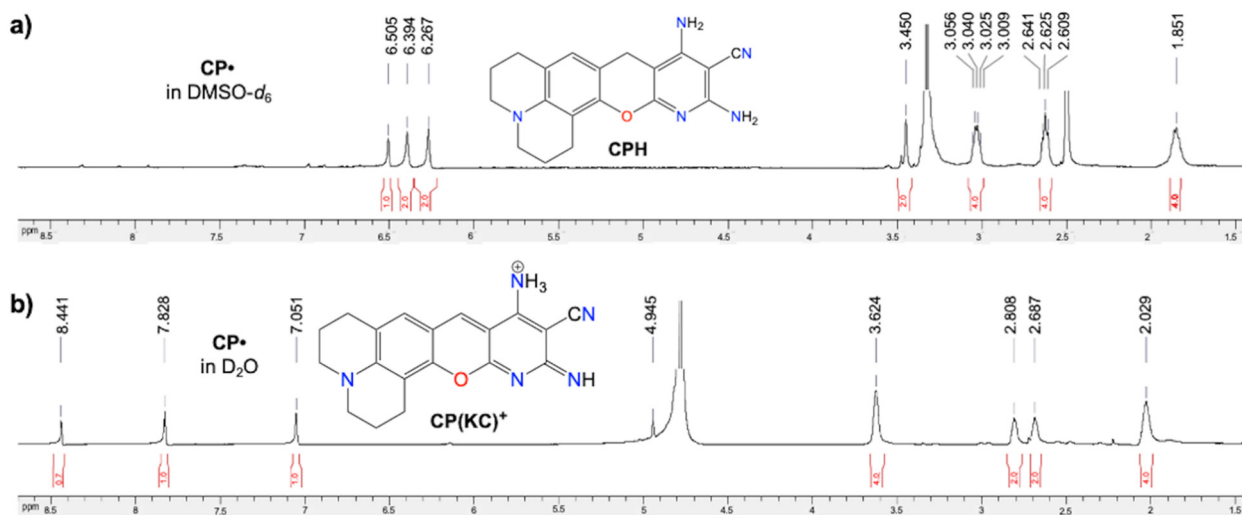 a)
CP•
in DMSO-d6
6.505
6.394
6.267
NH2
CN
N
O
N
NH2
CPH
3.450
3.056
3.040
3.025
3.009
2.641
2.625
2.609
1.851
1.0
2.0
2.0
2.0
4.0
4.0
4.0
ppm 8.5 8 7.5 7 6.5 6 5.5 5 4.5 4 3.5 3 2.5 2 1.5
b)
8.441
7.828
CP•
in D2O
7.051
⊕
NH3
CN
N
O
N
NH
CP(KC)+
4.945
3.624
2.808
2.687
2.029
0.7
1.0
1.0
4.0
2.0
2.0
4.0
ppm 8.5 8 7.5 7 6.5 6 5.5 5 4.5 4 3.5 3 2.5 2 1.5